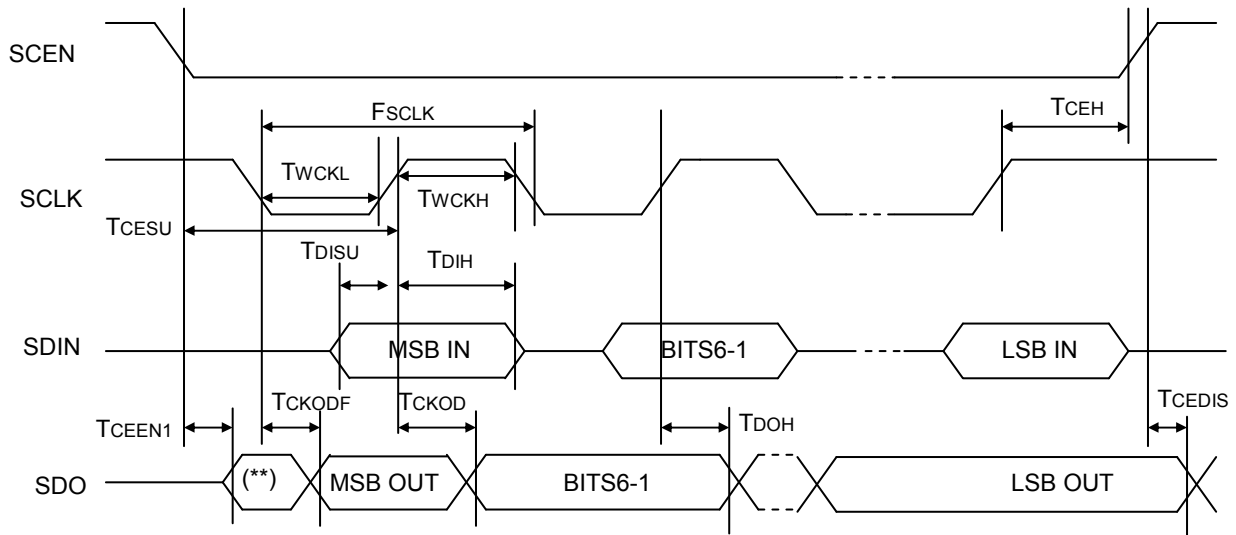 SCEN
TCEH
FSCLK
SCLK
TWCKL
TWCKH
TCESU
TDISU
TDIH
SDIN
MSB IN
BITS6-1
LSB IN
TCEEN1
TCKODF
TCKOD
TDOH
TCEDIS
SDO
(**)
MSB OUT
BITS6-1
LSB OUT